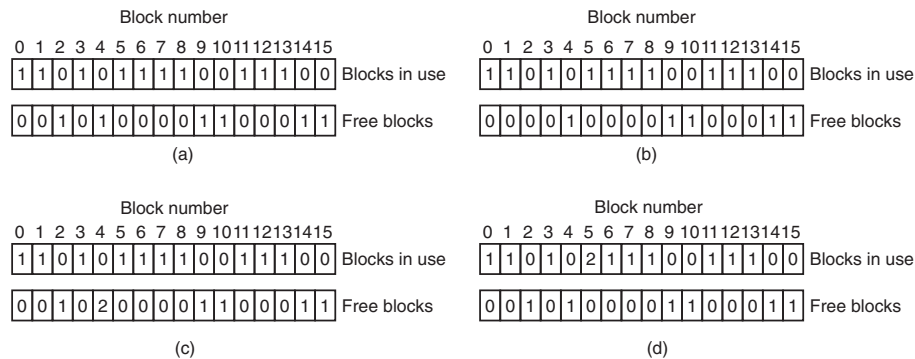 Block number
0 1 2 3 4 5 6 7 8 9 10 11 12 13 14 15
1 1 0 1 0 1 1 1 1 0 0 1 1 1 0 0 Blocks in use
0 0 1 0 1 0 0 0 0 1 1 0 0 0 1 1 Free blocks
(a)
Block number
0 1 2 3 4 5 6 7 8 9 10 11 12 13 14 15
1 1 0 1 0 1 1 1 1 0 0 1 1 1 0 0 Blocks in use
0 0 0 0 1 0 0 0 0 1 1 0 0 0 1 1 Free blocks
(b)
Block number
0 1 2 3 4 5 6 7 8 9 10 11 12 13 14 15
1 1 0 1 0 1 1 1 1 0 0 1 1 1 0 0 Blocks in use
0 0 1 0 2 0 0 0 0 1 1 0 0 0 1 1 Free blocks
(c)
Block number
0 1 2 3 4 5 6 7 8 9 10 11 12 13 14 15
1 1 0 1 0 2 1 1 1 0 0 1 1 1 0 0 Blocks in use
0 0 1 0 1 0 0 0 0 1 1 0 0 0 1 1 Free blocks
(d)